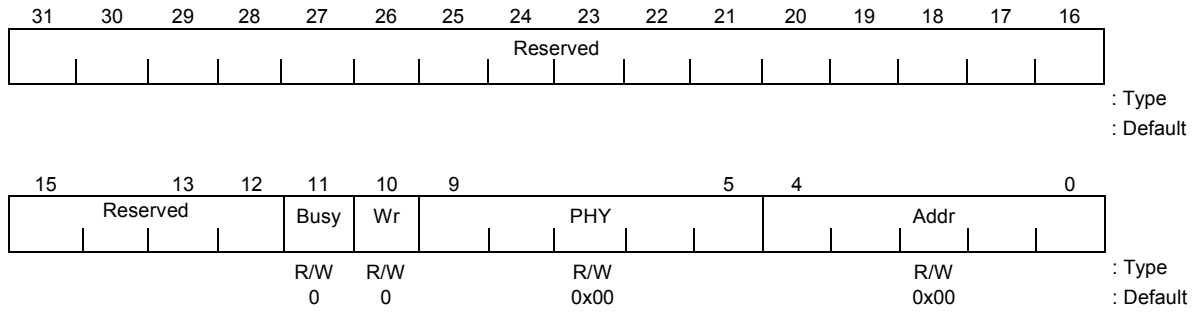 31 30 29 28 27 26 25 24 23 22 21 20 19 18 17 16
Reserved
: Type
: Default
15 13 12 11 10 9 5 4 0
Reserved Busy Wr PHY Addr
R/W R/W R/W R/W : Type
0 0 0x00 0x00 : Default